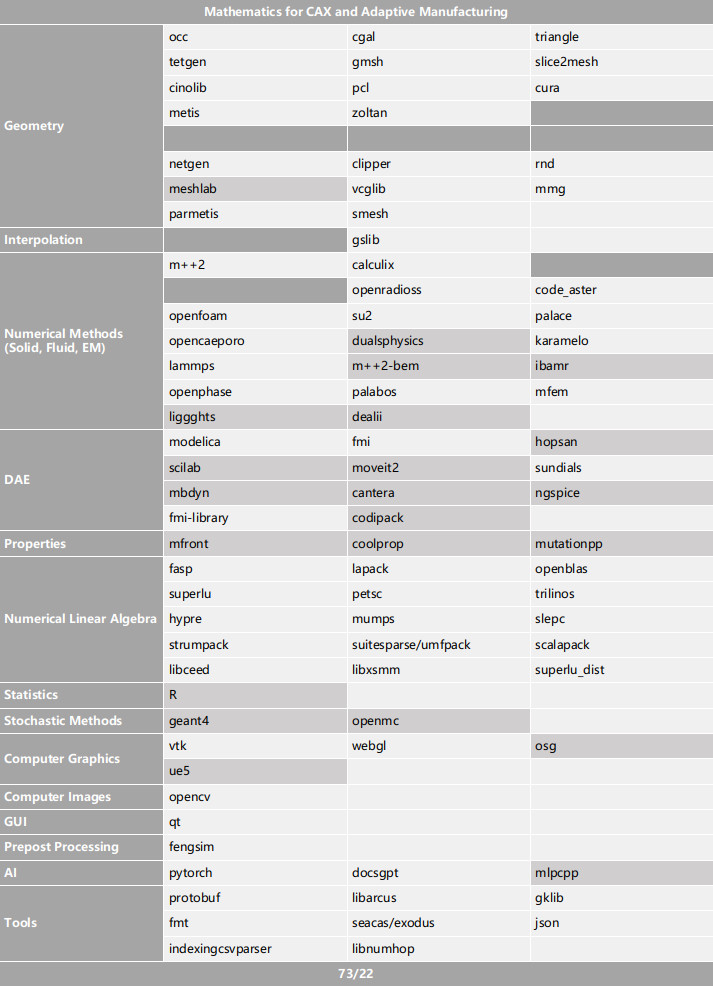 Mathematics for CAX and Adaptive Manufacturing
Geometry
occ cgal triangle
tetgen gmsh slice2mesh
cinolib pcl cura
metis zoltan
netgen clipper rnd
meshlab vcglib mmg
parmetis smesh
Interpolation gslib
Numerical Methods
(Solid, Fluid, EM)
m++2 calculix
openradioss code_aster
openfoam su2 palace
opencaeporo dualsphysics karamelo
lammps m++2-bem ibamr
openphase palabos mfem
liggghts dealii
DAE
modelica fmi hopsan
scilab moveit2 sundials
mbdyn cantera ngspice
fmi-library codipack
Properties mfront coolprop mutationpp
Numerical Linear Algebra
fasp lapack openblas
superlu petsc trilinos
hypre mumps slepc
strumpack suitesparse/umfpack scalapack
libceed libxsmm superlu_dist
Statistics R
Stochastic Methods geant4 openmc
Computer Graphics
vtk webgl osg
ue5
Computer Images opencv
GUI qt
Prepost Processing fengsim
AI pytorch docsgpt mlpcpp
Tools
protobuf libarcus gklib
fmt seacas/exodus json
indexingcsvparser libnumhop
73/22